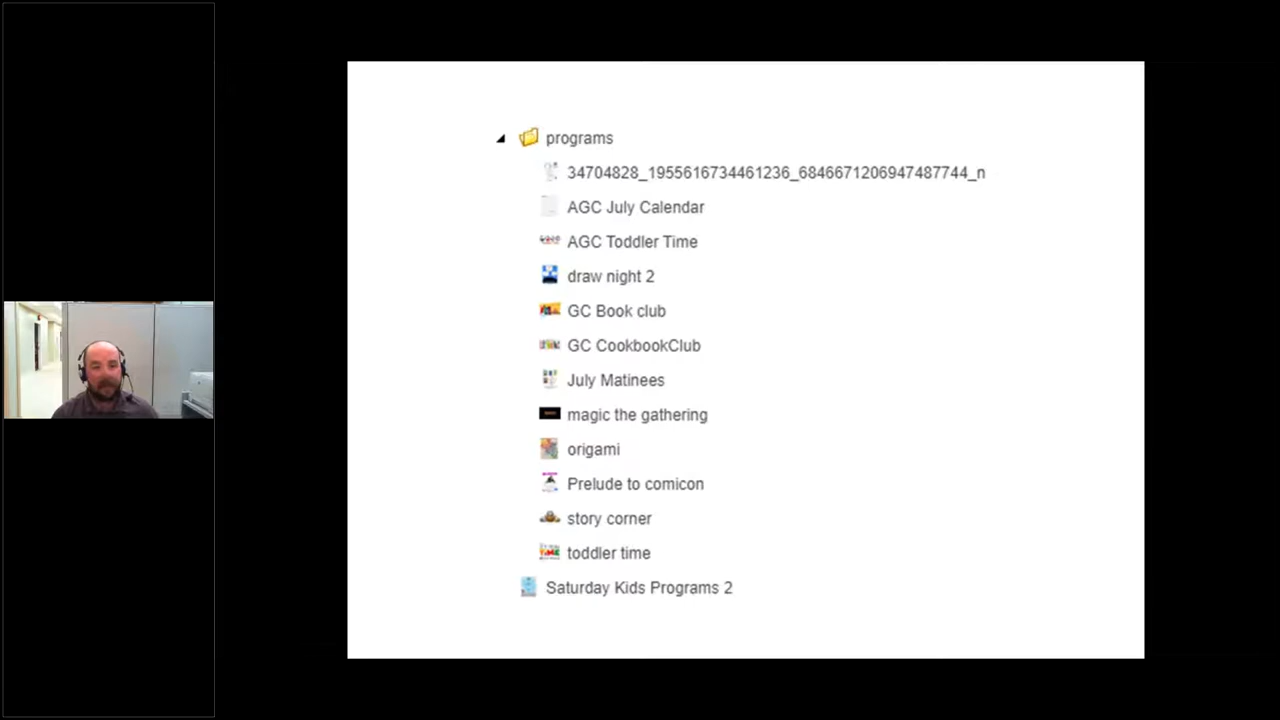 programs
34704828_1955616734461236_6846671206947487744_n
AGC July Calendar
AGC Toddler Time
draw night 2
GC Book club
GC CookbookClub
July Matinees
magic the gathering
origami
Prelude to comicon
story corner
toddler time
Saturday Kids Programs 2